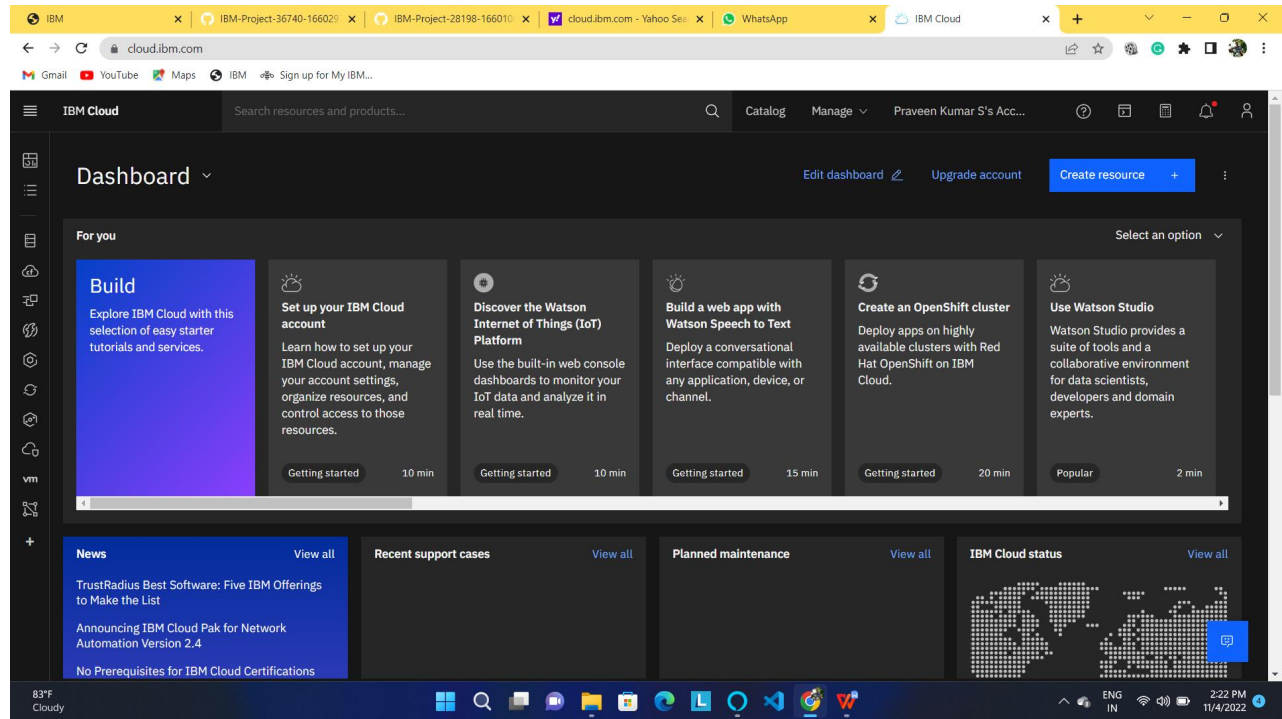 IBM
IBM-Project-36740-166029
IBM-Project-28198-166010
cloud.ibm.com - Yahoo Sea
WhatsApp
IBM Cloud
cloud.ibm.com
Gmail
YouTube
Maps
IBM
Sign up for My IBM...
IBM Cloud
Search resources and products...
Catalog
Manage
Praveen Kumar S's Acc...
Dashboard
Edit dashboard
Upgrade account
Create resource +
For you
Select an option
Build
Explore IBM Cloud with this
selection of easy starter
tutorials and services.
Set up your IBM Cloud
account
Learn how to set up your
IBM Cloud account, manage
your account settings,
organize resources, and
control access to those
resources.
Getting started
10 min
Discover the Watson
Internet of Things (IoT)
Platform
Use the built-in web console
dashboards to monitor your
IoT data and analyze it in
real time.
Getting started
10 min
Build a web app with
Watson Speech to Text
Deploy a conversational
interface compatible with
any application, device, or
channel.
Getting started
15 min
Create an OpenShift cluster
Deploy apps on highly
available clusters with Red
Hat OpenShift on IBM
Cloud.
Getting started
20 min
Use Watson Studio
Watson Studio provides a
suite of tools and a
collaborative environment
for data scientists,
developers and domain
experts.
Popular
2 min
vm
News
View all
TrustRadius Best Software: Five IBM Offerings
to Make the List
Announcing IBM Cloud Pak for Network
Automation Version 2.4
No Prerequisites for IBM Cloud Certifications
Recent support cases
View all
Planned maintenance
View all
IBM Cloud status
View all
83°F
Cloudy
ENG
IN
2:22 PM
11/4/2022
4